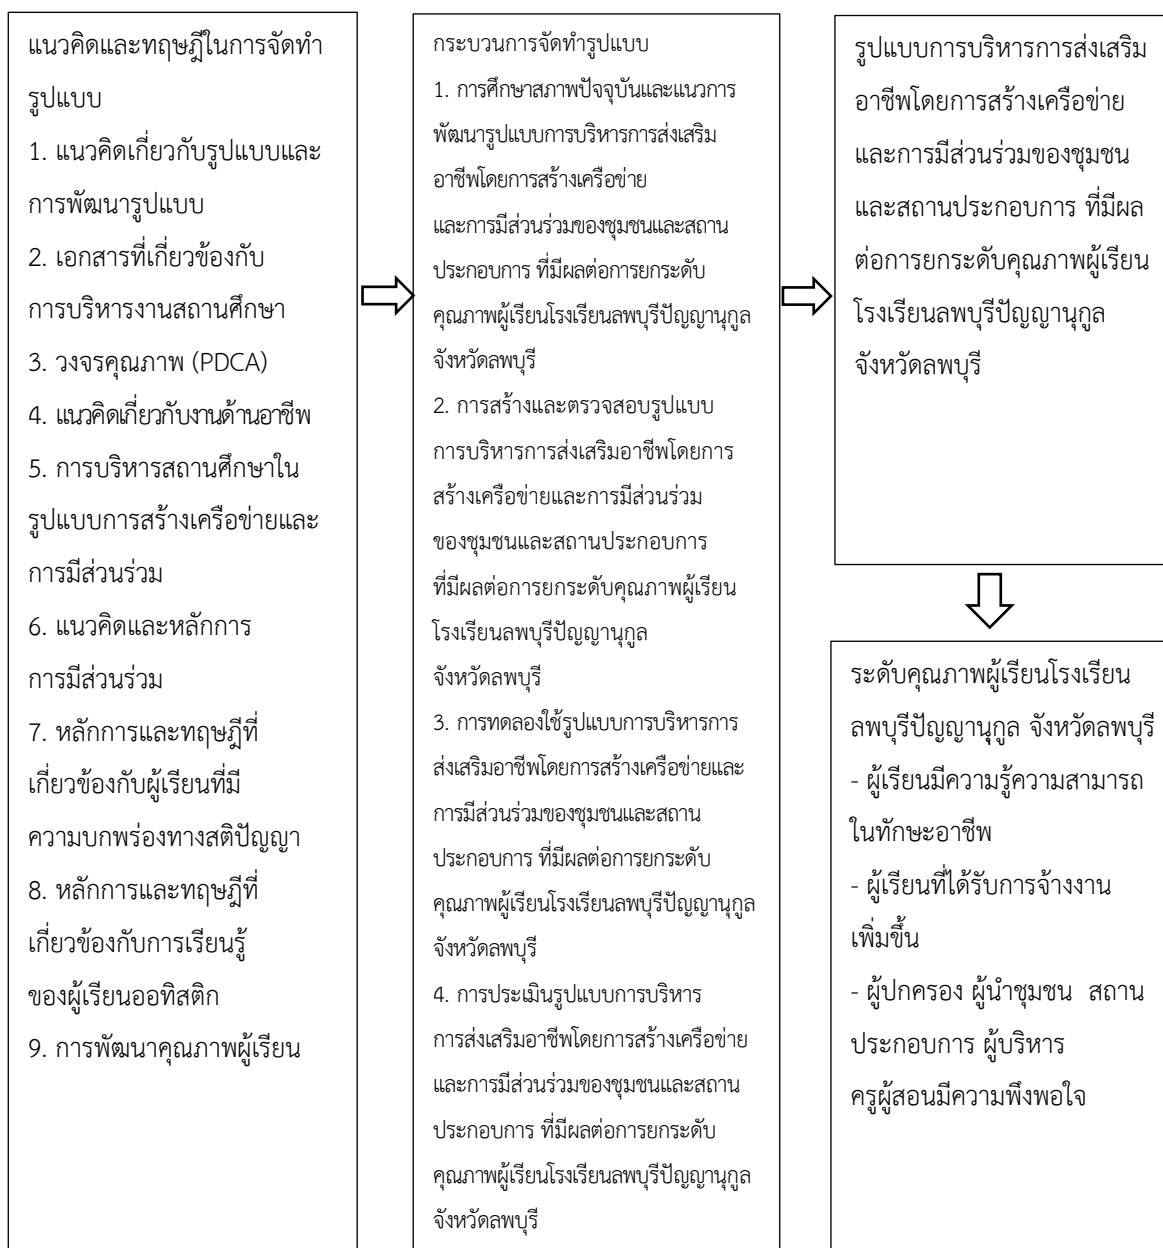 แนวคิดและทฤษฎีในการจัดทำ
รูปแบบ
1. แนวคิดเกี่ยวกับรูปแบบและ
การพัฒนารูปแบบ
2. เอกสารที่เกี่ยวข้องกับ
การบริหารงานสถานศึกษา
3. วงจรคุณภาพ (PDCA)
4. แนวคิดเกี่ยวกับงานด้านอาชีพ
5. การบริหารสถานศึกษาใน
รูปแบบการสร้างเครือข่ายและ
การมีส่วนร่วม
6. แนวคิดและหลักการ
การมีส่วนร่วม
7. หลักการและทฤษฎีที่
เกี่ยวข้องกับผู้เรียนที่มี
ความบกพร่องทางสติปัญญา
8. หลักการและทฤษฎีที่
เกี่ยวข้องกับการเรียนรู้
ของผู้เรียนออทิสติก
9. การพัฒนาคุณภาพผู้เรียน
กระบวนการจัดทำรูปแบบ
1. การศึกษาสภาพปัจจุบันและแนวการ
พัฒนารูปแบบการบริหารการส่งเสริม
อาชีพโดยการสร้างเครือข่าย
และการมีส่วนร่วมของชุมชนและสถาน
ประกอบการ ที่มีผลต่อการยกระดับ
คุณภาพผู้เรียนโรงเรียนลพบุรีปัญญานุกูล
จังหวัดลพบุรี
2. การสร้างและตรวจสอบรูปแบบ
การบริหารการส่งเสริมอาชีพโดยการ
สร้างเครือข่ายและการมีส่วนร่วม
ของชุมชนและสถานประกอบการ
ที่มีผลต่อการยกระดับคุณภาพผู้เรียน
โรงเรียนลพบุรีปัญญานุกูล
จังหวัดลพบุรี
3. การทดลองใช้รูปแบบการบริหารการ
ส่งเสริมอาชีพโดยการสร้างเครือข่ายและ
การมีส่วนร่วมของชุมชนและสถาน
ประกอบการ ที่มีผลต่อการยกระดับ
คุณภาพผู้เรียนโรงเรียนลพบุรีปัญญานุกูล
จังหวัดลพบุรี
4. การประเมินรูปแบบการบริหาร
การส่งเสริมอาชีพโดยการสร้างเครือข่าย
และการมีส่วนร่วมของชุมชนและสถาน
ประกอบการ ที่มีผลต่อการยกระดับ
คุณภาพผู้เรียนโรงเรียนลพบุรีปัญญานุกูล
จังหวัดลพบุรี
รูปแบบการบริหารการส่งเสริม
อาชีพโดยการสร้างเครือข่าย
และการมีส่วนร่วมของชุมชน
และสถานประกอบการ ที่มีผล
ต่อการยกระดับคุณภาพผู้เรียน
โรงเรียนลพบุรีปัญญานุกูล
จังหวัดลพบุรี
ระดับคุณภาพผู้เรียนโรงเรียน
ลพบุรีปัญญานุกูล จังหวัดลพบุรี
- ผู้เรียนมีความรู้ความสามารถ
ในทักษะอาชีพ
- ผู้เรียนที่ได้รับการจ้างงาน
เพิ่มขึ้น
- ผู้ปกครอง ผู้นำชุมชน สถาน
ประกอบการ ผู้บริหาร
ครูผู้สอนมีความพึงพอใจ